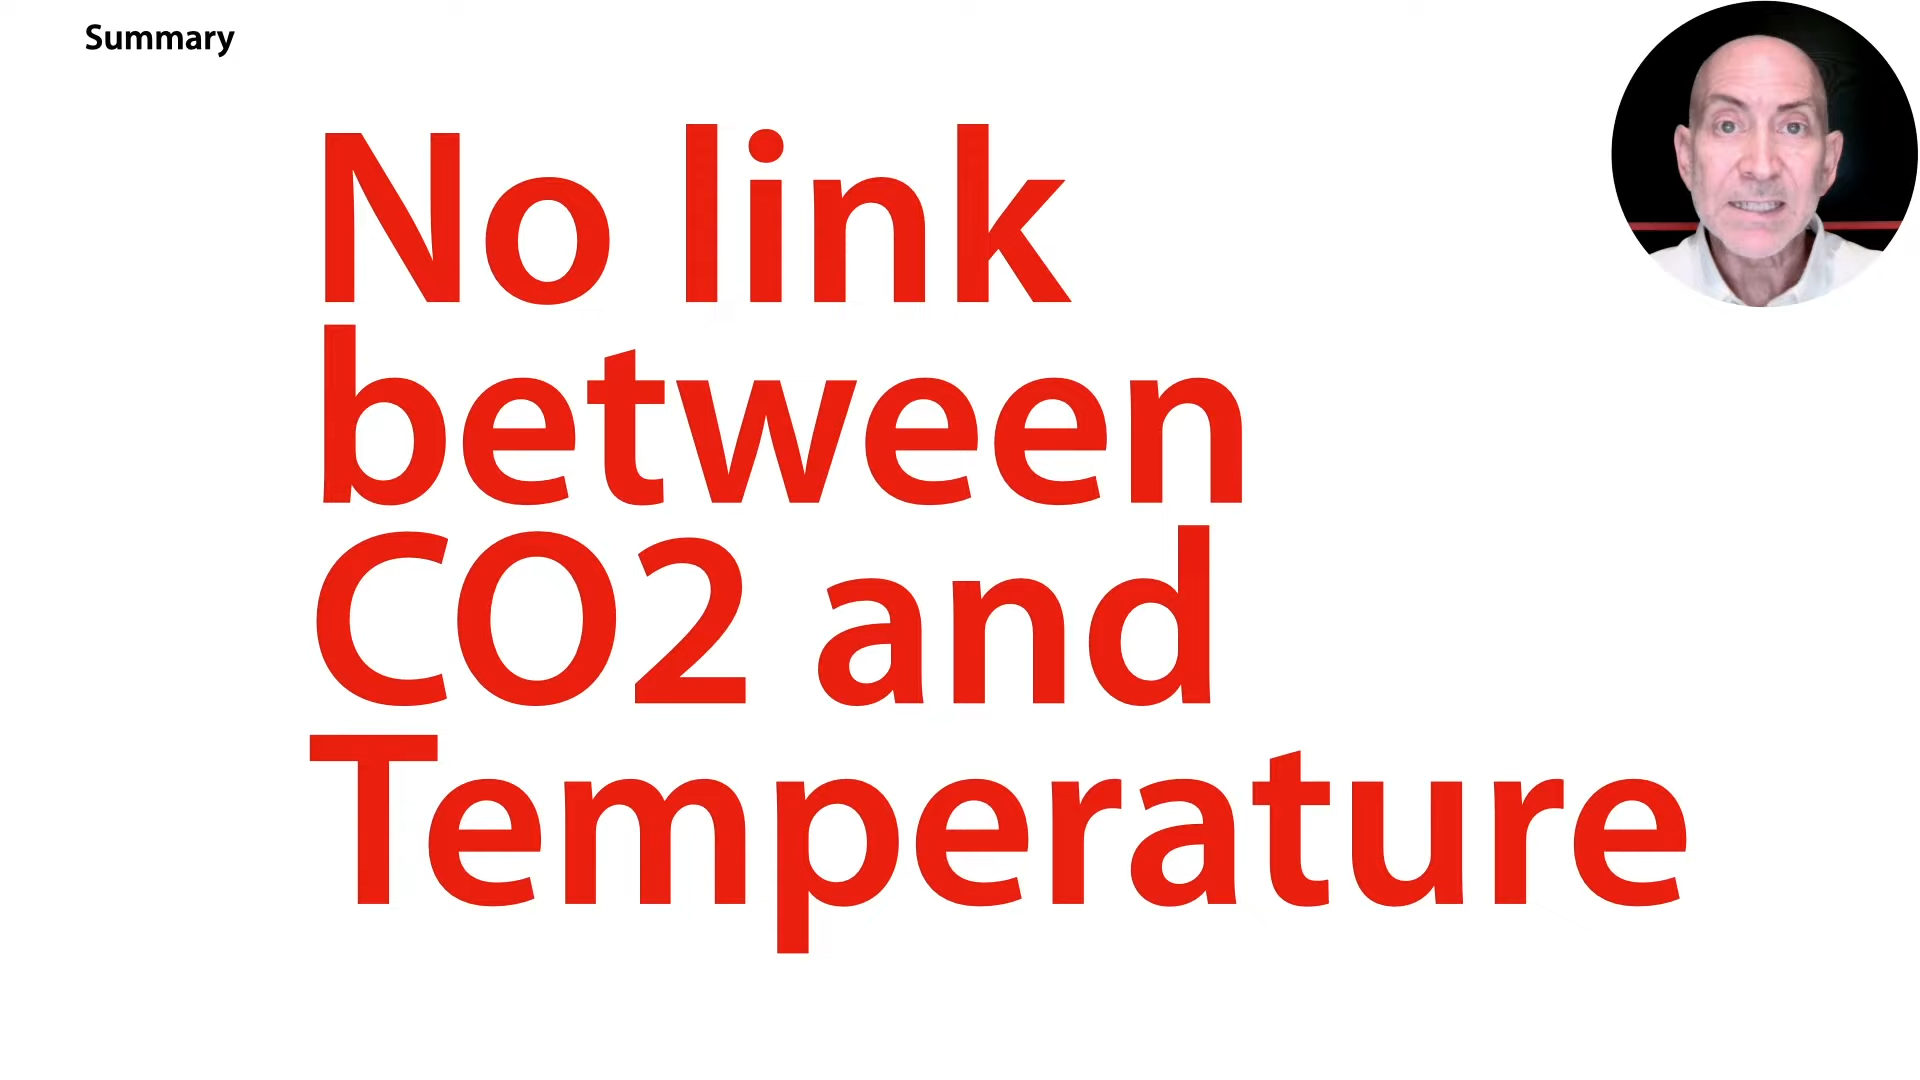 Summary
No link
between
CO2 and
Temperature